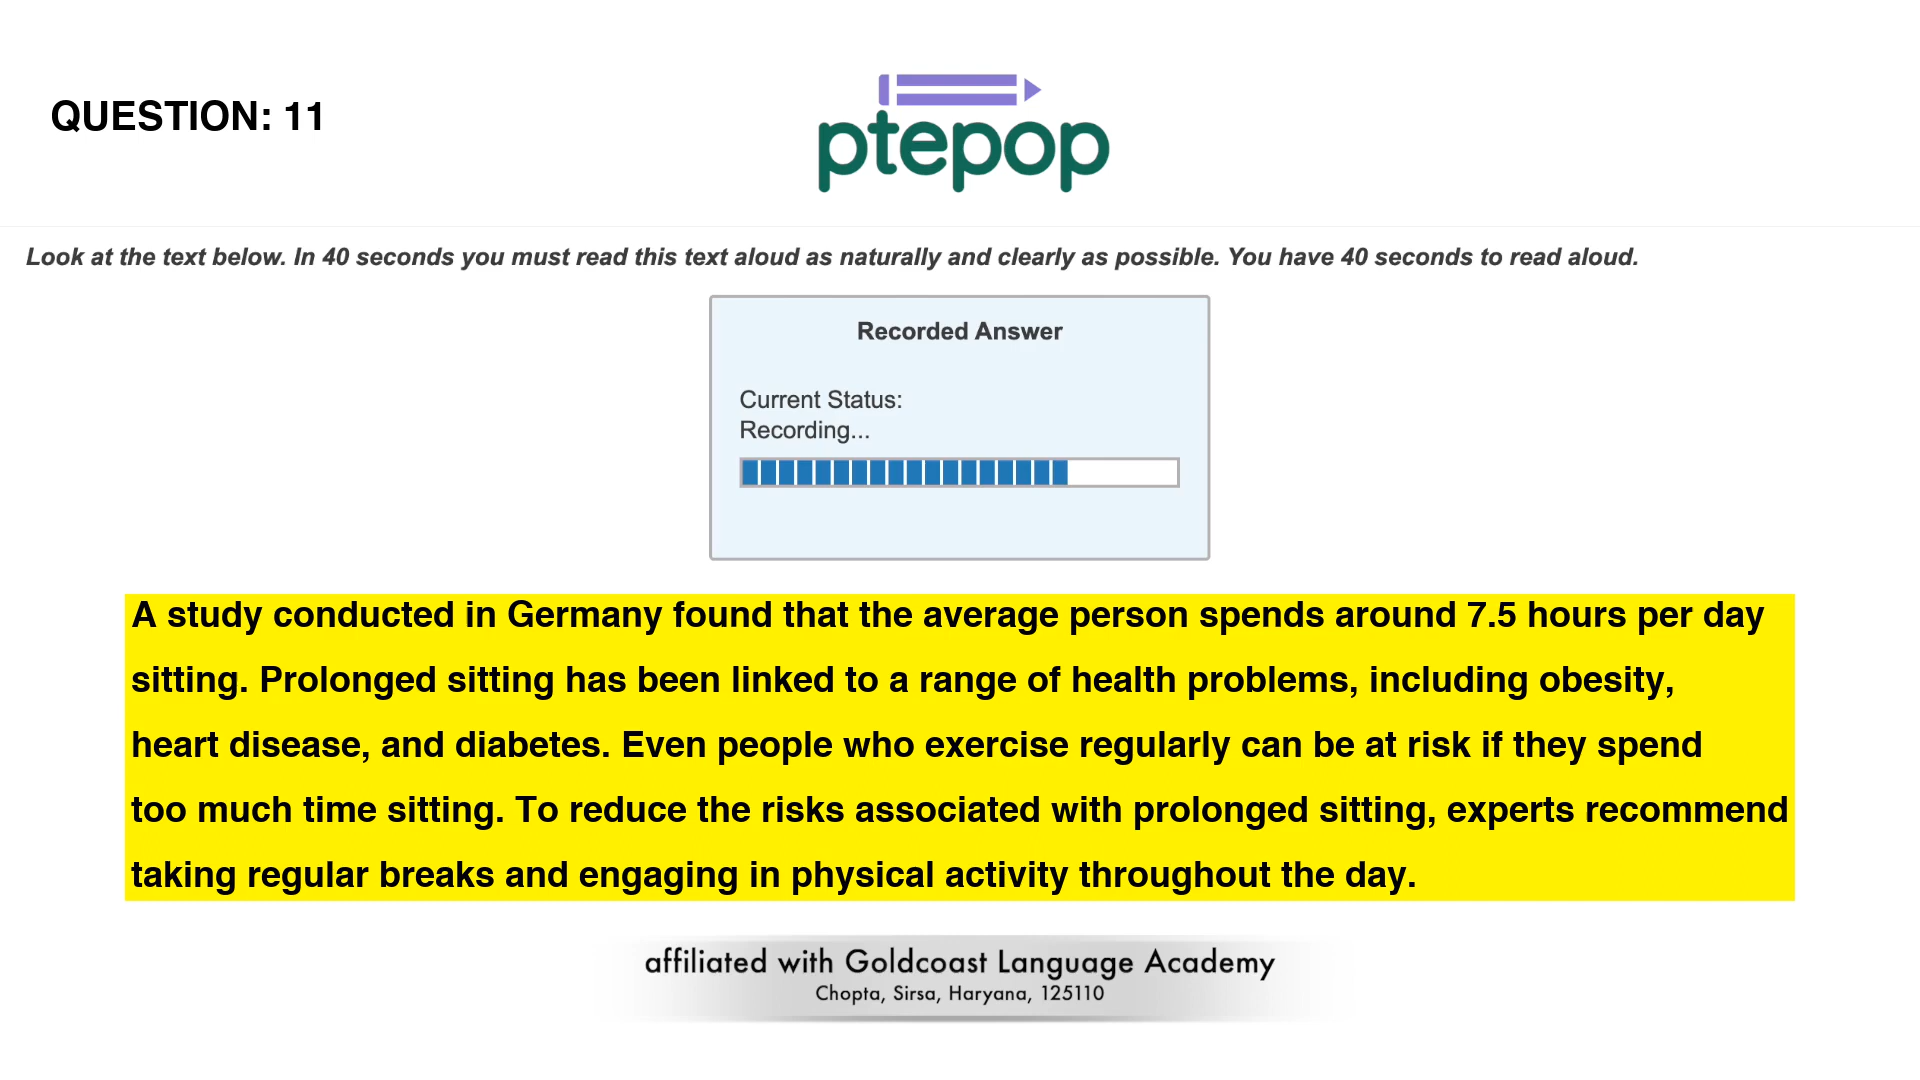 QUESTION: 11
ptepop
Look at the text below. In 40 seconds you must read this text aloud as naturally and clearly as possible. You have 40 seconds to read aloud.
Recorded Answer
Current Status:
Recording...
A study conducted in Germany found that the average person spends around 7.5 hours per day
sitting. Prolonged sitting has been linked to a range of health problems, including obesity,
heart disease, and diabetes. Even people who exercise regularly can be at risk if they spend
too much time sitting. To reduce the risks associated with prolonged sitting, experts recommend
taking regular breaks and engaging in physical activity throughout the day.
affiliated with Goldcoast Language Academy
Chopta, Sirsa, Haryana, 125110